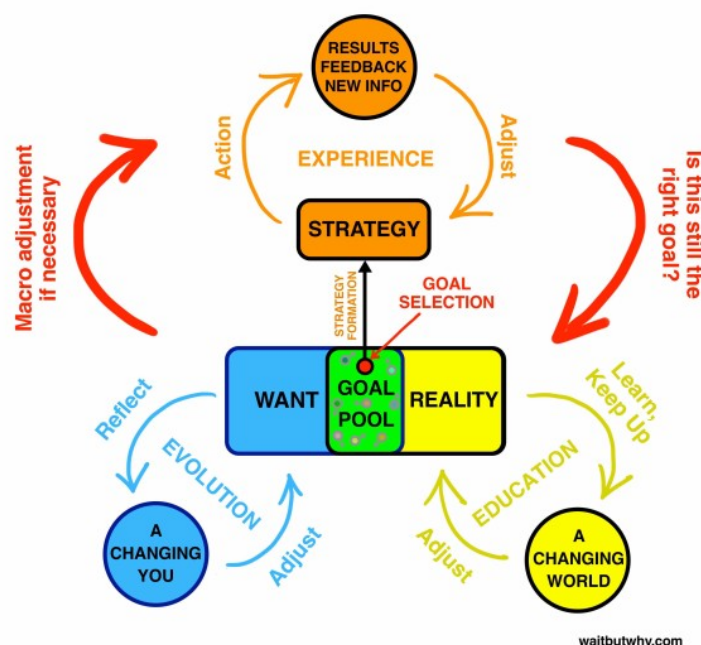 RESULTS
FEEDBACK
NEW INFO
Action
EXPERIENCE
Adjust
STRATEGY
Macro adjustment
if necessary
Is this still the
right goal?
STRATEGY
FORMATION
GOAL
SELECTION
WANT
GOAL
POOL
REALITY
Reflect
EVOLUTION
Adjust
A
CHANGING
YOU
Learn,
Keep Up
EDUCATION
Adjust
A
CHANGING
WORLD
waitbutwhy.com